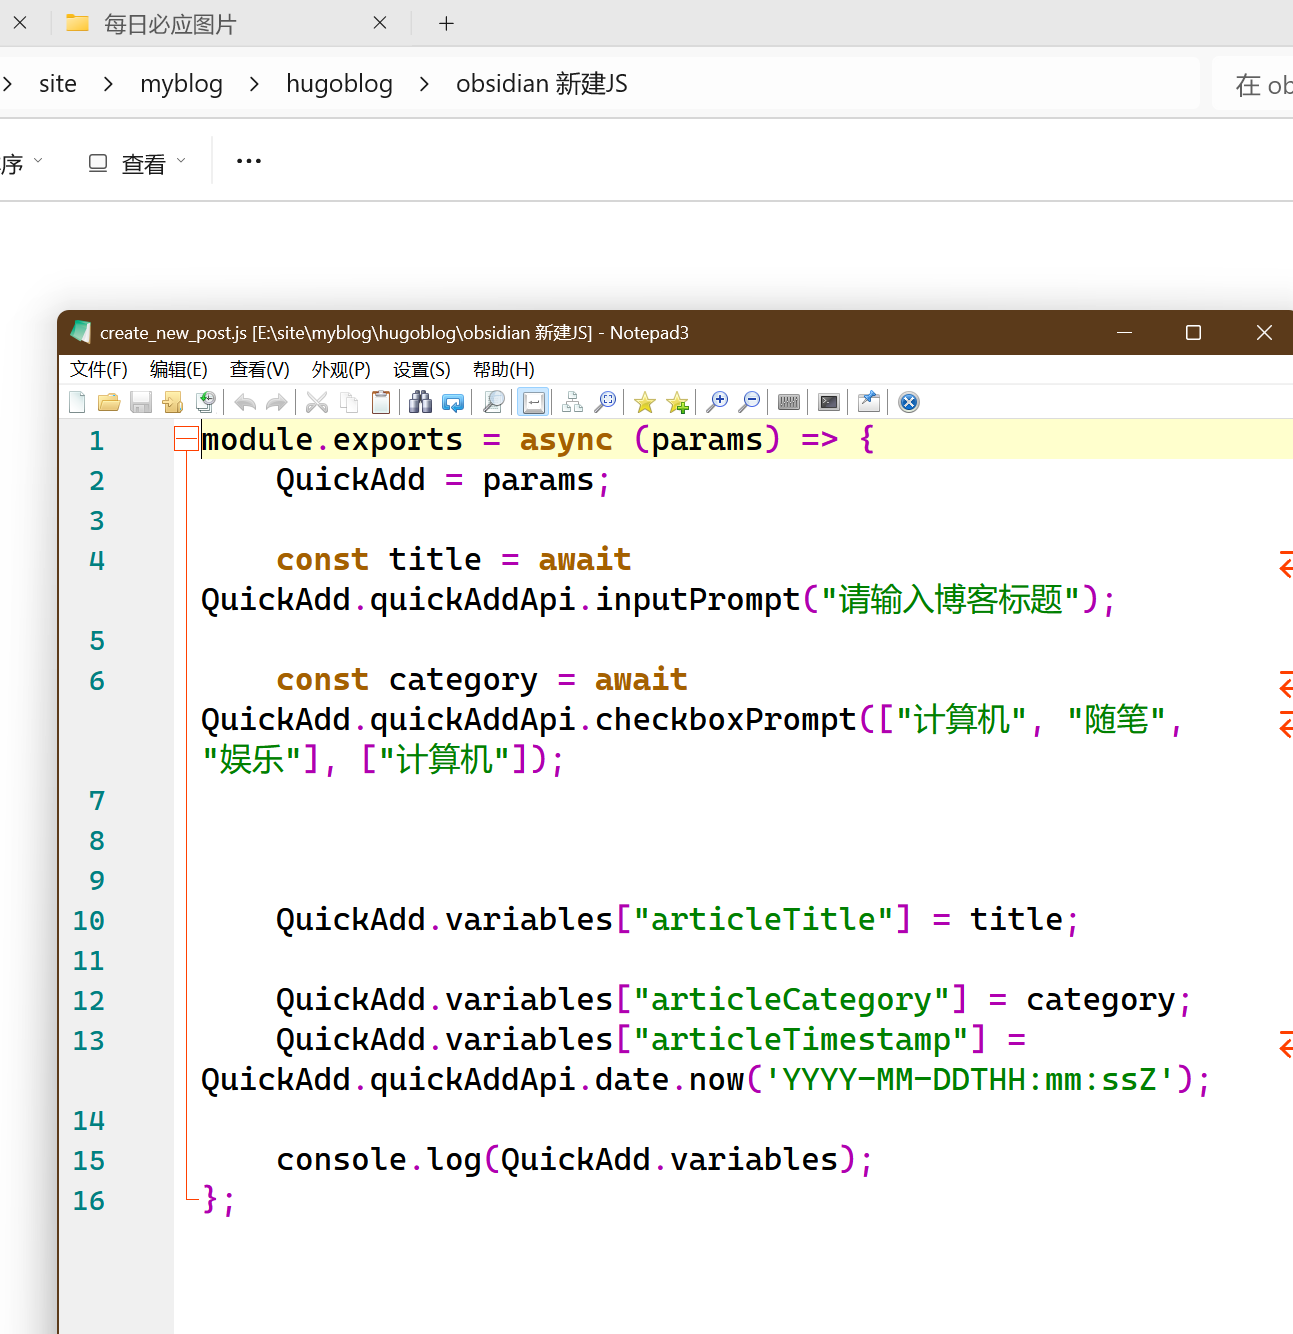 每日必应图片
site > myblog > hugoblog > obsidian 新建JS
在 ob
序 查看 ···
create_new_post.js [E:\site\myblog\hugoblog\obsidian 新建JS] - Notepad3
文件(F) 编辑(E) 查看(V) 外观(P) 设置(S) 帮助(H)
1 module.exports = async (params) => {
2 QuickAdd = params;
3
4 const title = await
QuickAdd.quickAddApi.inputPrompt("请输入博客标题");
5
6 const category = await
QuickAdd.quickAddApi.checkboxPrompt(["计算机", "随笔",
"娱乐"], ["计算机"]);
7
8
9
10 QuickAdd.variables["articleTitle"] = title;
11
12 QuickAdd.variables["articleCategory"] = category;
13 QuickAdd.variables["articleTimestamp"] =
QuickAdd.quickAddApi.date.now('YYYY-MM-DDTHH:mm:ssZ');
14
15 console.log(QuickAdd.variables);
16 };